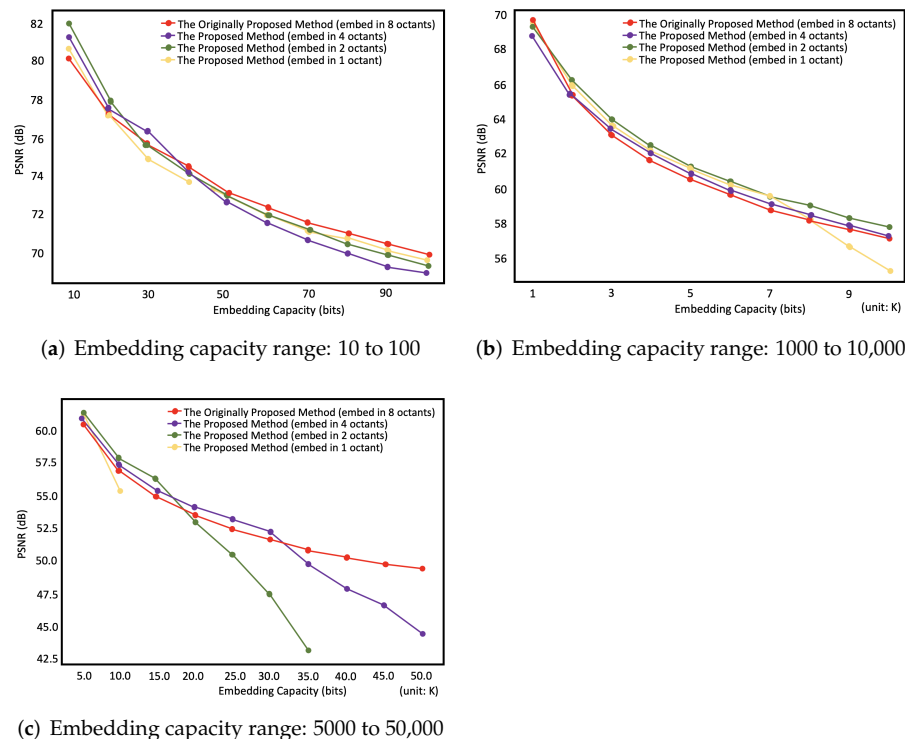 The Originally Proposed Method (embed in 8 octants)
The Proposed Method (embed in 4 octants)
The Proposed Method (embed in 2 octants)
The Proposed Method (embed in 1 octant)
PSNR (dB)
82
80
78
76
74
72
70
10 30 50 70 90
Embedding Capacity (bits)
(a) Embedding capacity range: 10 to 100
The Originally Proposed Method (embed in 8 octants)
The Proposed Method (embed in 4 octants)
The Proposed Method (embed in 2 octants)
The Proposed Method (embed in 1 octant)
PSNR (dB)
70
68
66
64
62
60
58
56
1 3 5 7 9
Embedding Capacity (bits) (unit: K)
(b) Embedding capacity range: 1000 to 10,000
The Originally Proposed Method (embed in 8 octants)
The Proposed Method (embed in 4 octants)
The Proposed Method (embed in 2 octants)
The Proposed Method (embed in 1 octant)
PSNR (dB)
60.0
57.5
55.0
52.5
50.0
47.5
45.0
42.5
5.0 10.0 15.0 20.0 25.0 30.0 35.0 40.0 45.0 50.0
Embedding Capacity (bits) (unit: K)
(c) Embedding capacity range: 5000 to 50,000